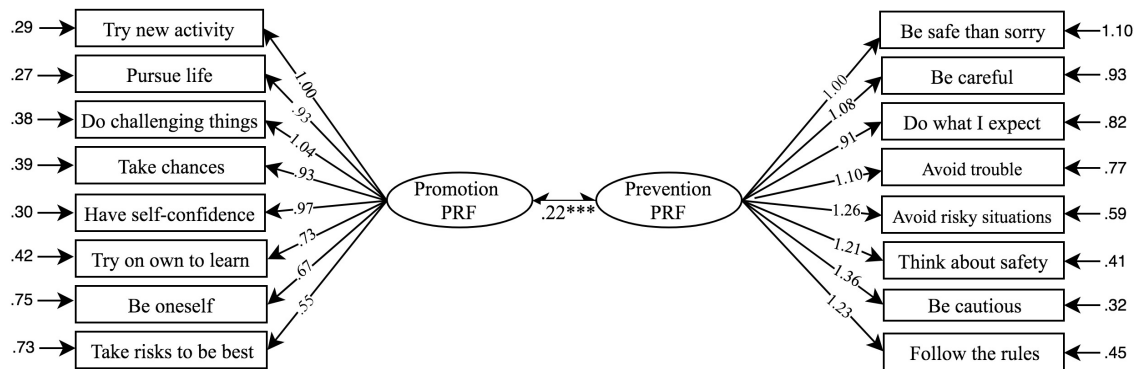 .29
Try new activity
1.00
.27
Pursue life
.93
.38
Do challenging things
1.04
.39
Take chances
.93
.30
Have self-confidence
.97
.42
Try on own to learn
.73
.75
Be oneself
.67
.73
Take risks to be best
.55
Promotion
PRF
.22***
Prevention
PRF
1.00
Be safe than sorry
1.10
1.08
Be careful
.93
.91
Do what I expect
.82
1.10
Avoid trouble
.77
1.26
Avoid risky situations
.59
1.21
Think about safety
.41
1.36
Be cautious
.32
1.23
Follow the rules
.45